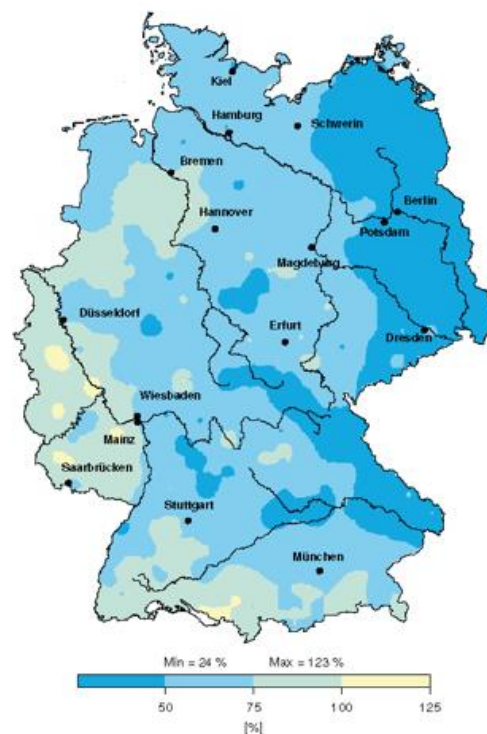 Kiel
Hamburg
Schwerin
Bremen
Berlin
Hannover
Potsdam
Magdeburg
Düsseldorf
Erfurt
Dresden
Wiesbaden
Mainz
Saarbrücken
Stuttgart
München
Min = 24 % Max = 123 %
50 75 100 125
[%]